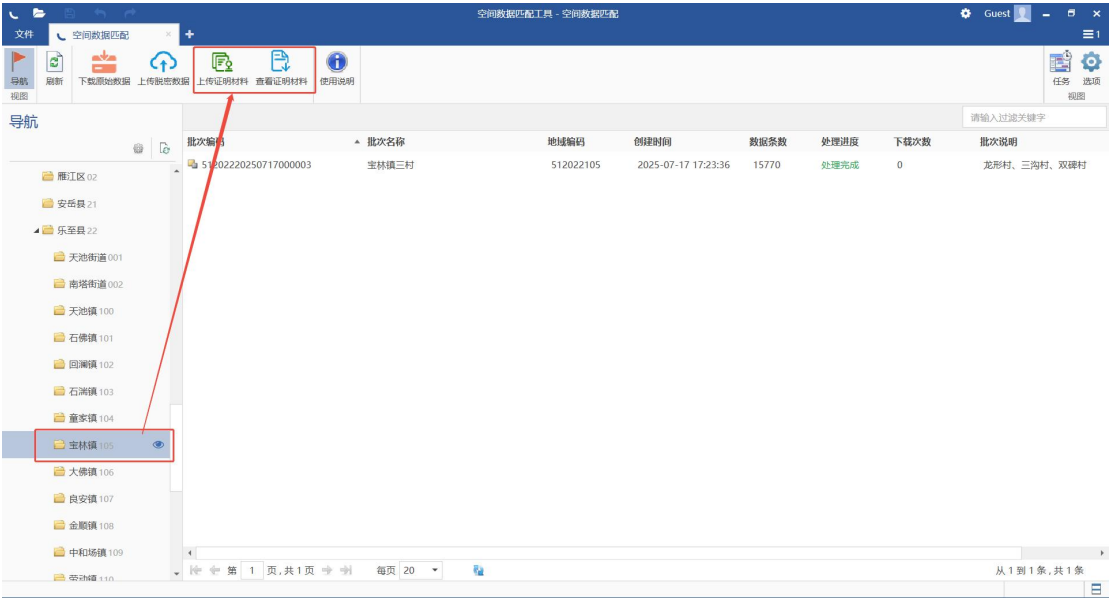 空间数据匹配工具 - 空间数据匹配
Guest
文件
空间数据匹配
1
导航
刷新
下载原始数据
上传脱密数据
上传证明材料
查看证明材料
使用说明
任务
选项
视图
视图
导航
请输入过滤关键字
批次编码 批次名称 地域编码 创建时间 数据条数 处理进度 下载次数 批次说明
51202220250717000003 宝林镇三村 512022105 2025-07-17 17:23:36 15770 处理完成 0 龙形村、三沟村、双碑村
雁江区 02
安岳县 21
乐至县 22
天池街道 001
南塔街道 002
天池镇 100
石佛镇 101
回澜镇 102
石湍镇 103
童家镇 104
宝林镇 105
大佛镇 106
良安镇 107
金顺镇 108
中和场镇 109
劳动镇 110
第 1 页,共 1 页 每页 20
从 1 到 1 条,共 1 条